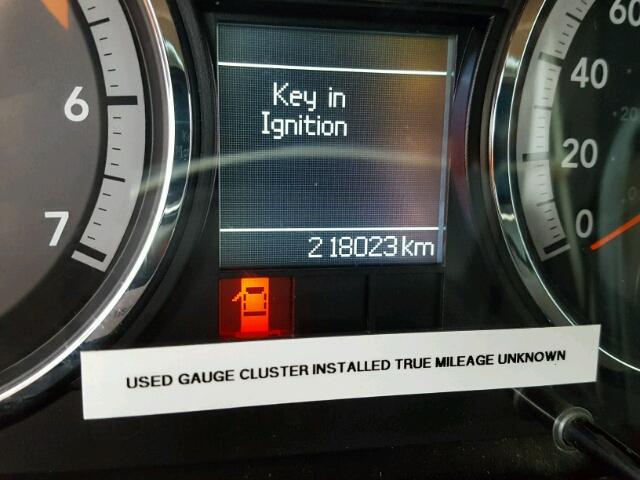 Key in
Ignition
218023 km
6
7
60
40
20
0
USED GAUGE CLUSTER INSTALLED TRUE MILEAGE UNKNOWN